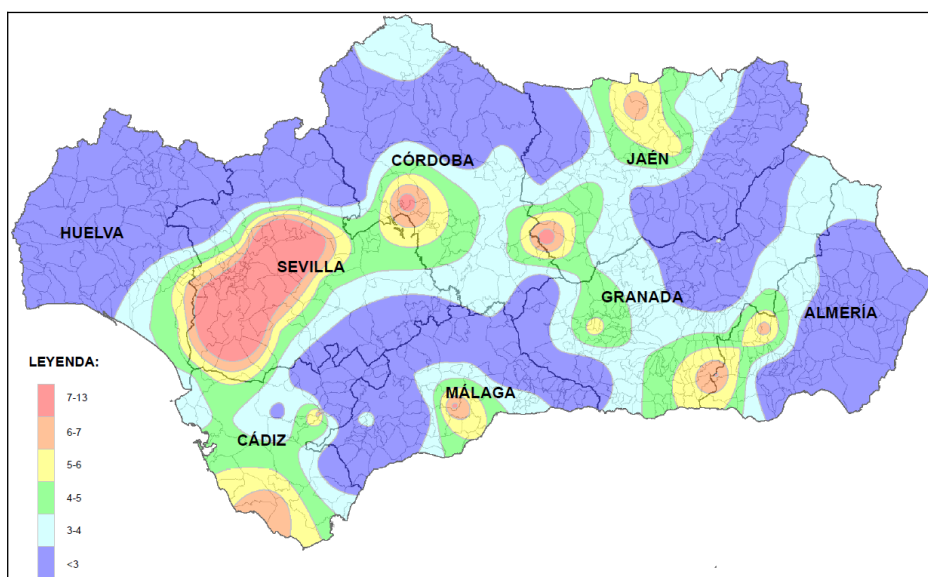 CÓRDOBA
JAÉN
HUELVA
SEVILLA
GRANADA
ALMERÍA
MÁLAGA
CÁDIZ
LEYENDA:
7-13
6-7
5-6
4-5
3-4
<3